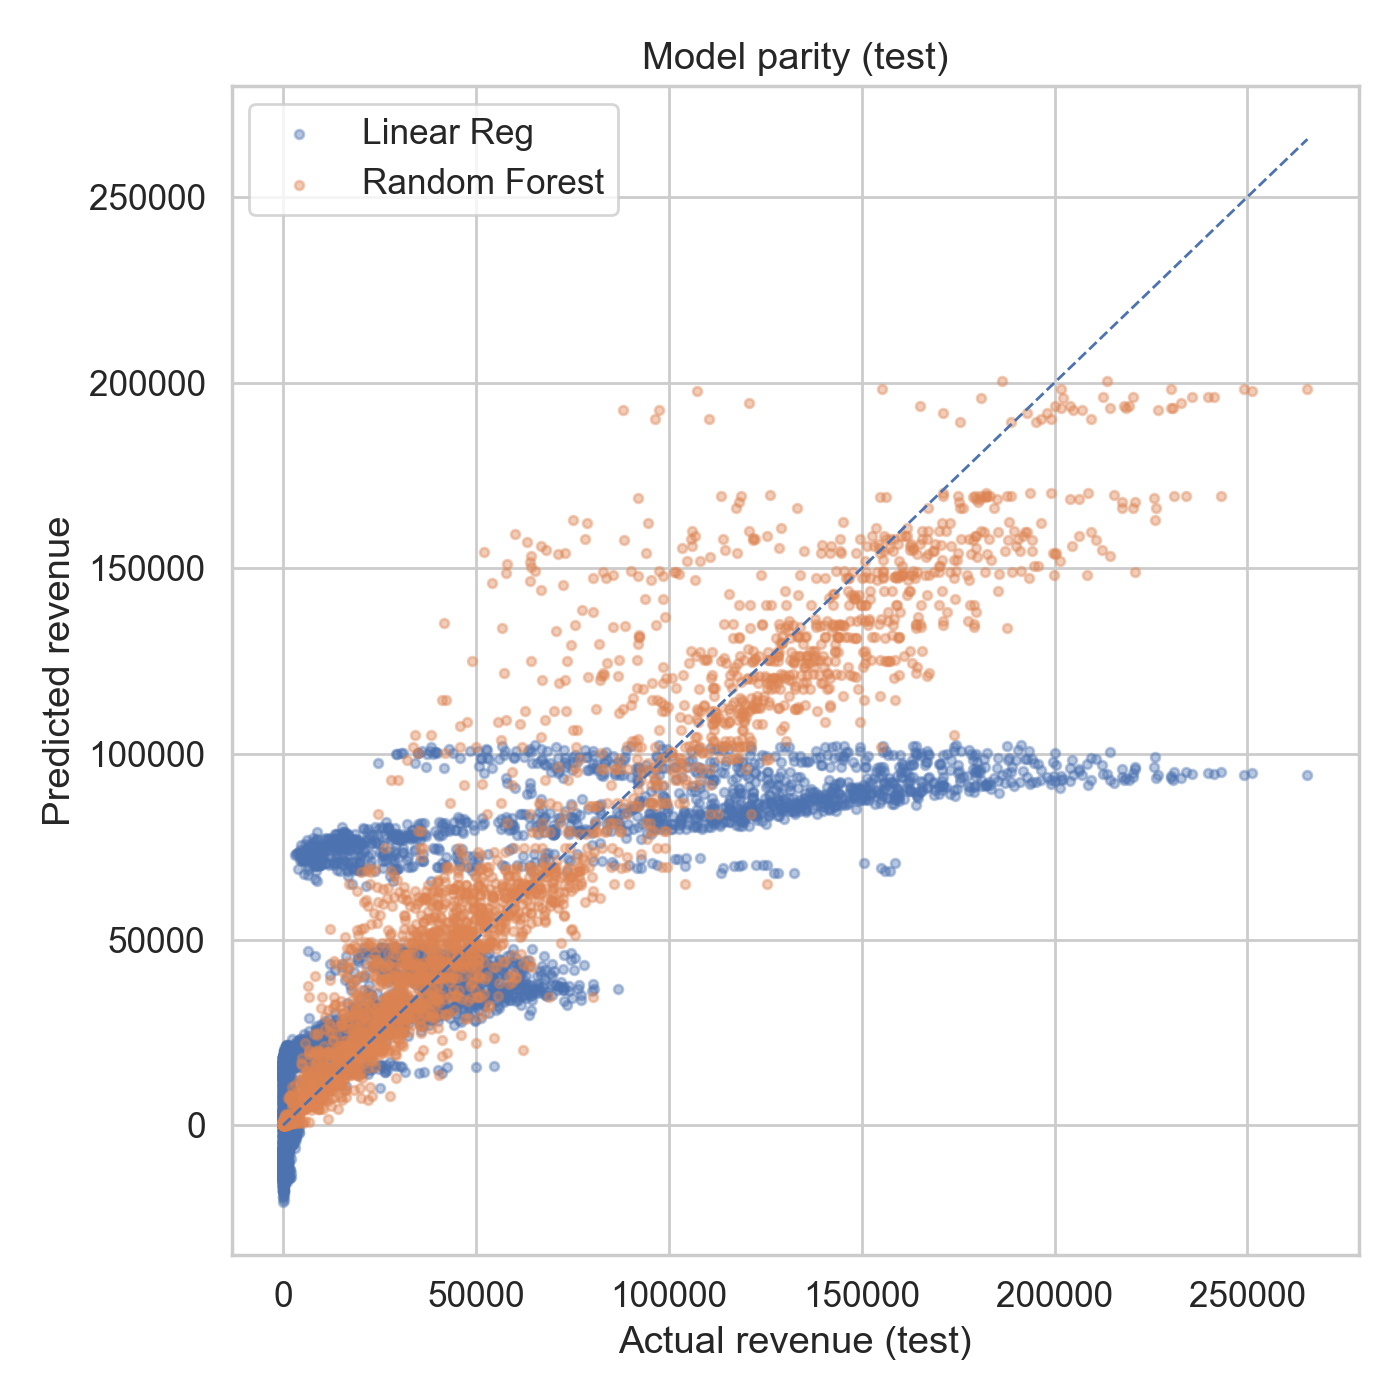 Model parity (test)
Linear Reg
Random Forest
Predicted revenue
250000
200000
150000
100000
50000
0
0 50000 100000 150000 200000 250000
Actual revenue (test)